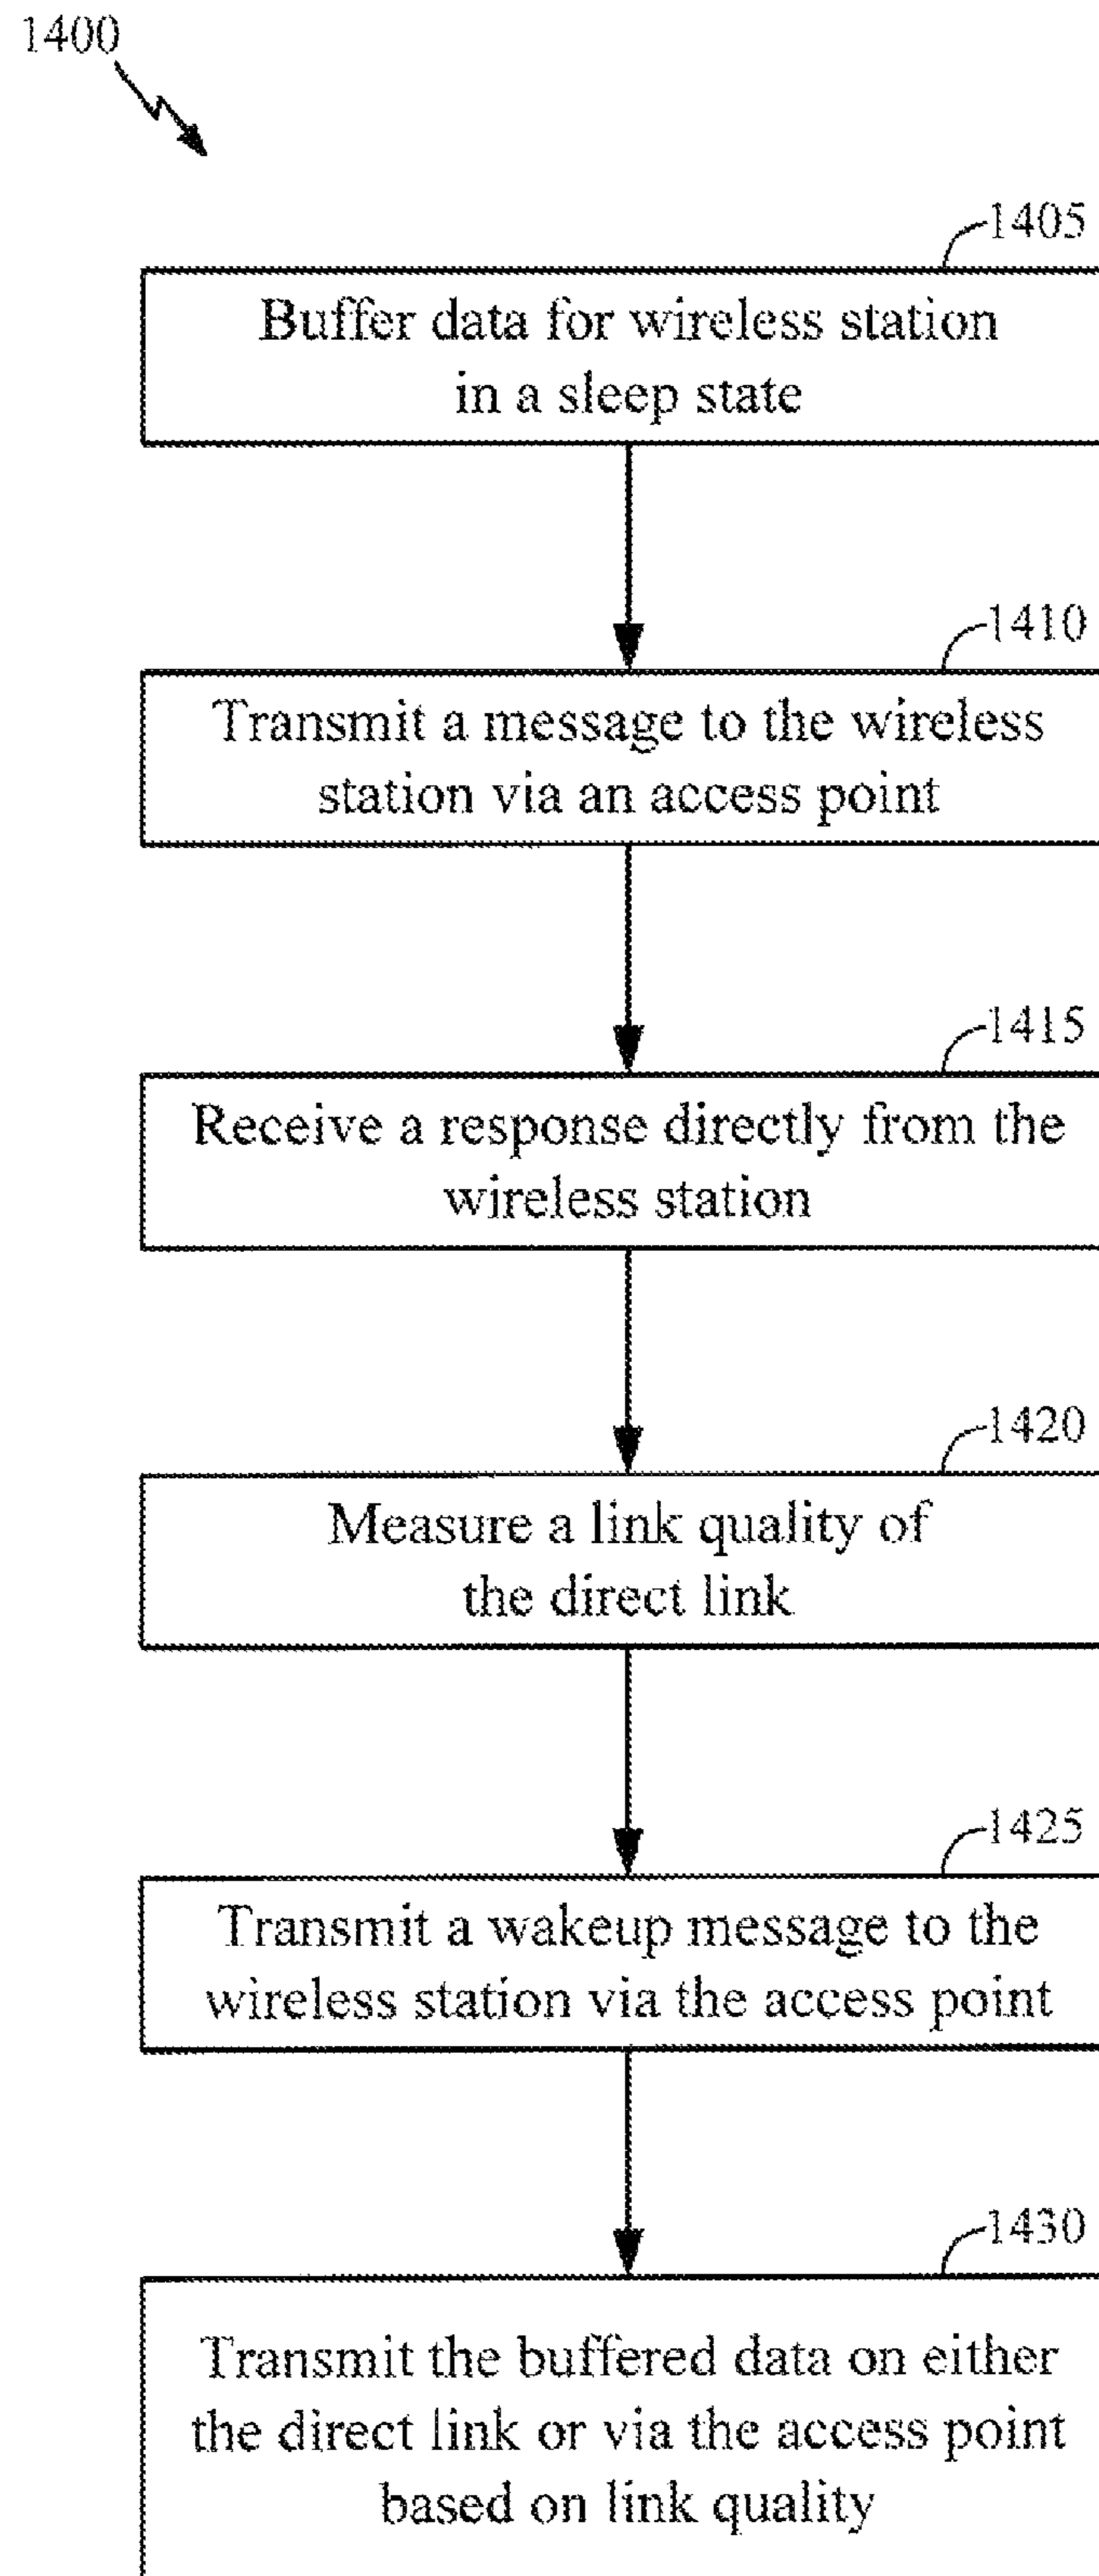 1400
1405
Buffer data for wireless station
in a sleep state
1410
Transmit a message to the wireless
station via an access point
1415
Receive a response directly from the
wireless station
1420
Measure a link quality of
the direct link
1425
Transmit a wakeup message to the
wireless station via the access point
1430
Transmit the buffered data on either
the direct link or via the access point
based on link quality